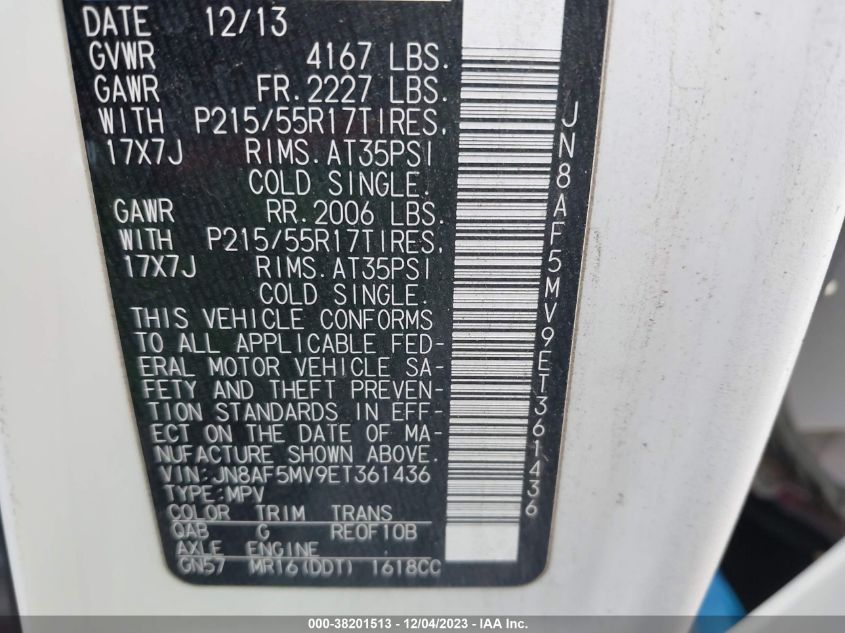 DATE 12/13
GVWR 4167 LBS.
GAWR FR. 2227 LBS.
WITH P215/55R17TIRES,
17X7J RIMS. AT35PSI
COLD SINGLE.
GAWR RR. 2006 LBS.
WITH P215/55R17TIRES,
17X7J RIMS. AT35PSI
COLD SINGLE.
THIS VEHICLE CONFORMS
TO ALL APPLICABLE FED-
ERAL MOTOR VEHICLE SA-
FETY AND THEFT PREVEN-
TION STANDARDS IN EFF-
ECT ON THE DATE OF MA-
NUFACTURE SHOWN ABOVE.
VIN:JN8AF5MV9ET361436
TYPE:MPV
COLOR TRIM TRANS
QAB G RE0F10B
AXLE ENGINE
GN57 MR16(DDT) 1618CC
JN8AF5MV9ET361436
000-38201513 - 12/04/2023 - IAA Inc.